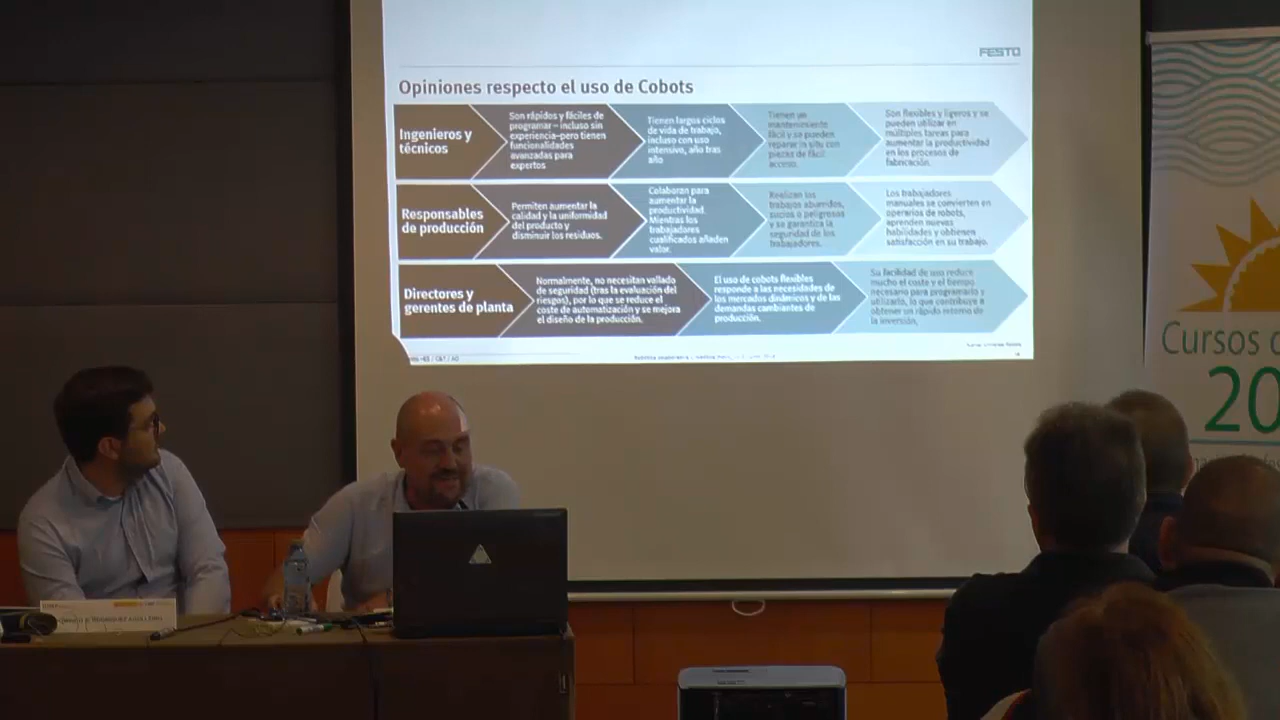 FESTO
Opiniones respecto el uso de Cobots
Ingenieros y
técnicos
Son rápidos y fáciles de
programar – incluso sin
experiencia–pero tienen
funcionalidades
avanzadas para
expertos
Tienen largos ciclos
de vida de trabajo,
incluso con uso
intensivo, año tras
año
Tienen un
mantenimiento
fácil y se pueden
reparar in situ con
piezas de fácil
acceso.
Son flexibles y ligeros y se
pueden utilizar en
múltiples tareas para
aumentar la productividad
en los procesos de
fabricación.
Responsables
de producción
Permiten aumentar la
calidad y la uniformidad
del producto y
disminuir los residuos.
Colaboran para
aumentar la
productividad.
Mientras los
trabajadores
cualificados añaden
valor.
Realizan los
trabajos aburridos,
sucios o peligrosos
y se garantiza la
seguridad de los
trabajadores.
Los trabajadores
manuales se convierten en
operarios de robots,
aprenden nuevas
habilidades y obtienen
satisfacción en su trabajo.
Directores y
gerentes de planta
Normalmente, no necesitan vallado
de seguridad (tras la evaluación del
riesgos), por lo que se reduce el
coste de automatización y se mejora
el diseño de la producción.
El uso de cobots flexibles
responde a las necesidades de
los mercados dinámicos y de las
demandas cambiantes de
producción.
Su facilidad de uso reduce
mucho el coste y el tiempo
necesario para programarlo y
utilizarlo, lo que contribuye a
obtener un rápido retorno de
la inversión.
Cursos
20